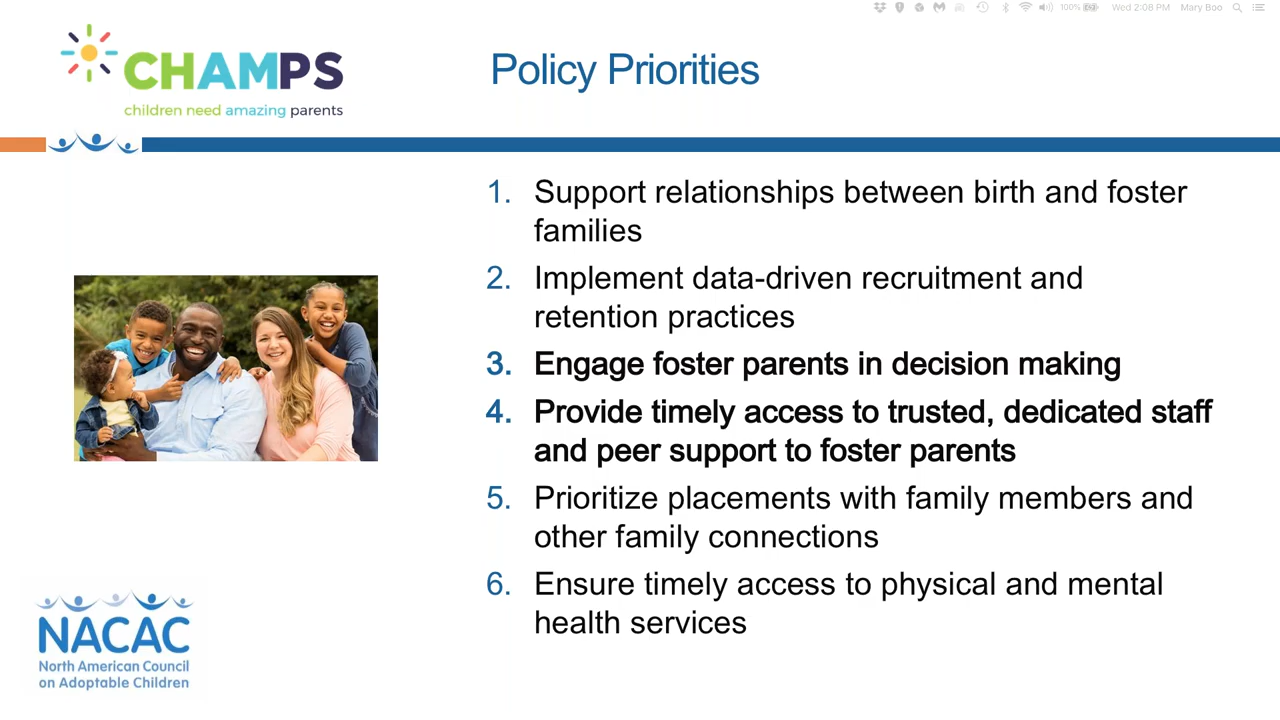 100%
Wed 2:08 PM
Mary Boo
CHAMPS
children need amazing parents
Policy Priorities
1. Support relationships between birth and foster
families
2. Implement data-driven recruitment and
retention practices
3. Engage foster parents in decision making
4. Provide timely access to trusted, dedicated staff
and peer support to foster parents
5. Prioritize placements with family members and
other family connections
6. Ensure timely access to physical and mental
health services
NACAC
North American Council
on Adoptable Children